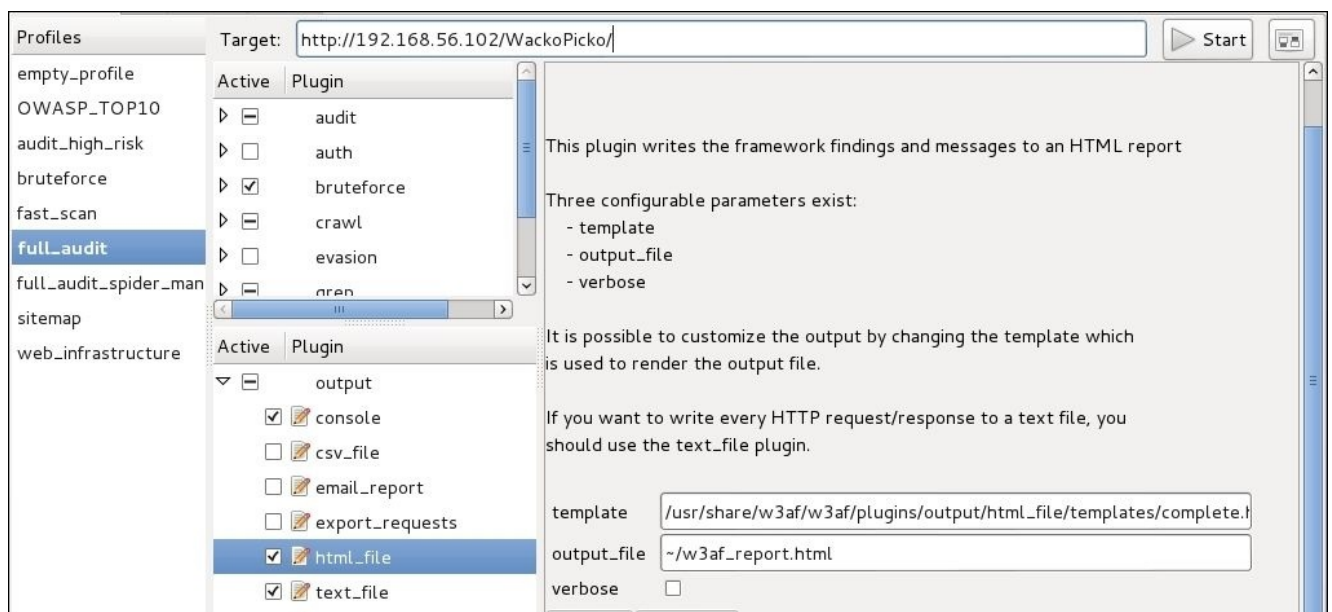 Profiles
empty_profile
OWASP_TOP10
audit_high_risk
bruteforce
fast_scan
full_audit
full_audit_spider_man
sitemap
web_infrastructure
Target: http://192.168.56.102/WackoPicko/
Start
Active Plugin
audit
auth
bruteforce
crawl
evasion
grep
Active Plugin
output
console
csv_file
email_report
export_requests
html_file
text_file
This plugin writes the framework findings and messages to an HTML report
Three configurable parameters exist:
- template
- output_file
- verbose
It is possible to customize the output by changing the template which
is used to render the output file.
If you want to write every HTTP request/response to a text file, you
should use the text_file plugin.
template /usr/share/w3af/w3af/plugins/output/html_file/templates/complete.h
output_file ~/w3af_report.html
verbose